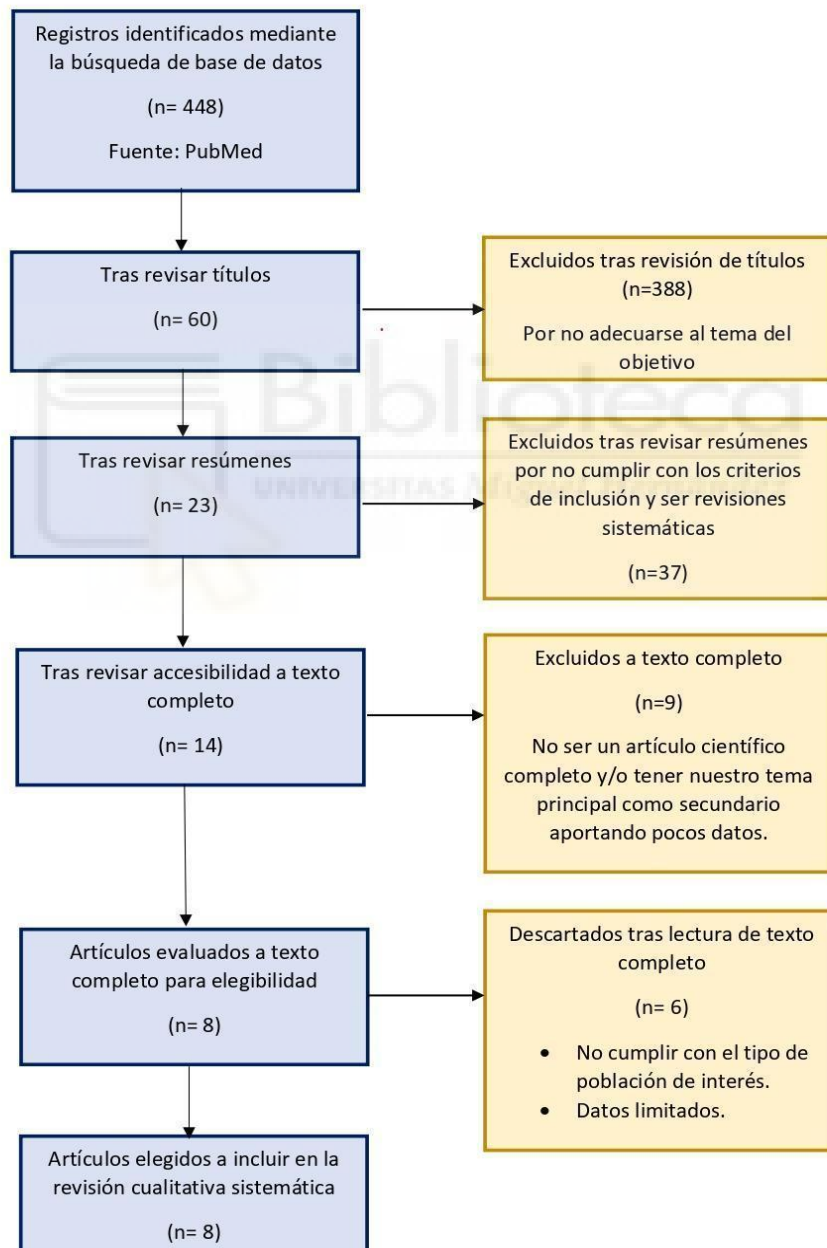 Registros identificados mediante
la búsqueda de base de datos
(n= 448)
Fuente: PubMed
Tras revisar títulos
(n= 60)
Excluidos tras revisión de títulos
(n=388)
Por no adecuarse al tema del
objetivo
Biblioteca
UNIVERSITAS Miguel Hernández
Tras revisar resúmenes
(n= 23)
Excluidos tras revisar resúmenes
por no cumplir con los criterios
de inclusión y ser revisiones
sistemáticas
(n=37)
Tras revisar accesibilidad a texto
completo
(n= 14)
Excluidos a texto completo
(n=9)
No ser un artículo científico
completo y/o tener nuestro tema
principal como secundario
aportando pocos datos.
Artículos evaluados a texto
completo para elegibilidad
(n= 8)
Descartados tras lectura de texto
completo
(n= 6)
• No cumplir con el tipo de
población de interés.
• Datos limitados.
Artículos elegidos a incluir en la
revisión cualitativa sistemática
(n= 8)